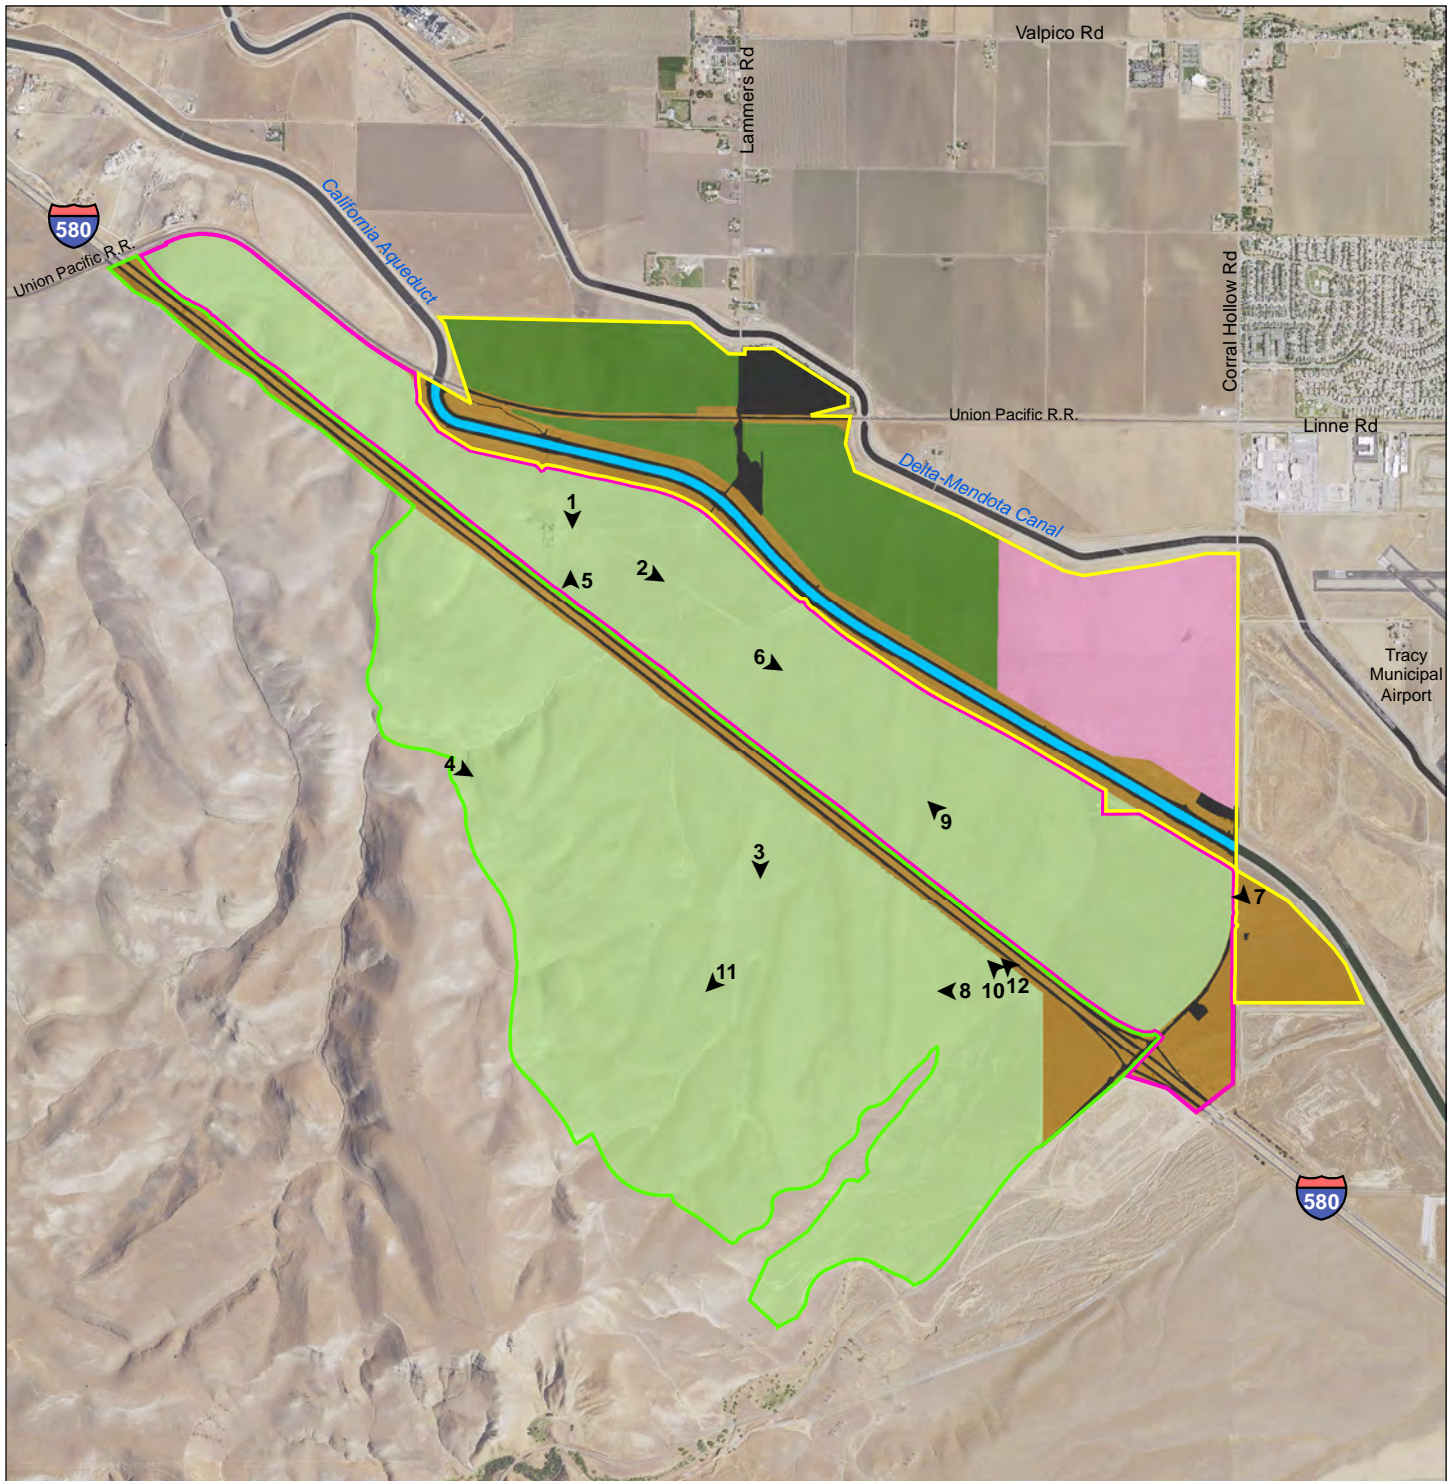 Valpico Rd
Lammers Rd
California Aqueduct
580
Union Pacific R.R.
Corral Hollow Rd
Union Pacific R.R.
Linne Rd
Delta-Mendota Canal
1
2
5
Tracy
Municipal
Airport
6
4
9
3
7
11
8
10
12
580